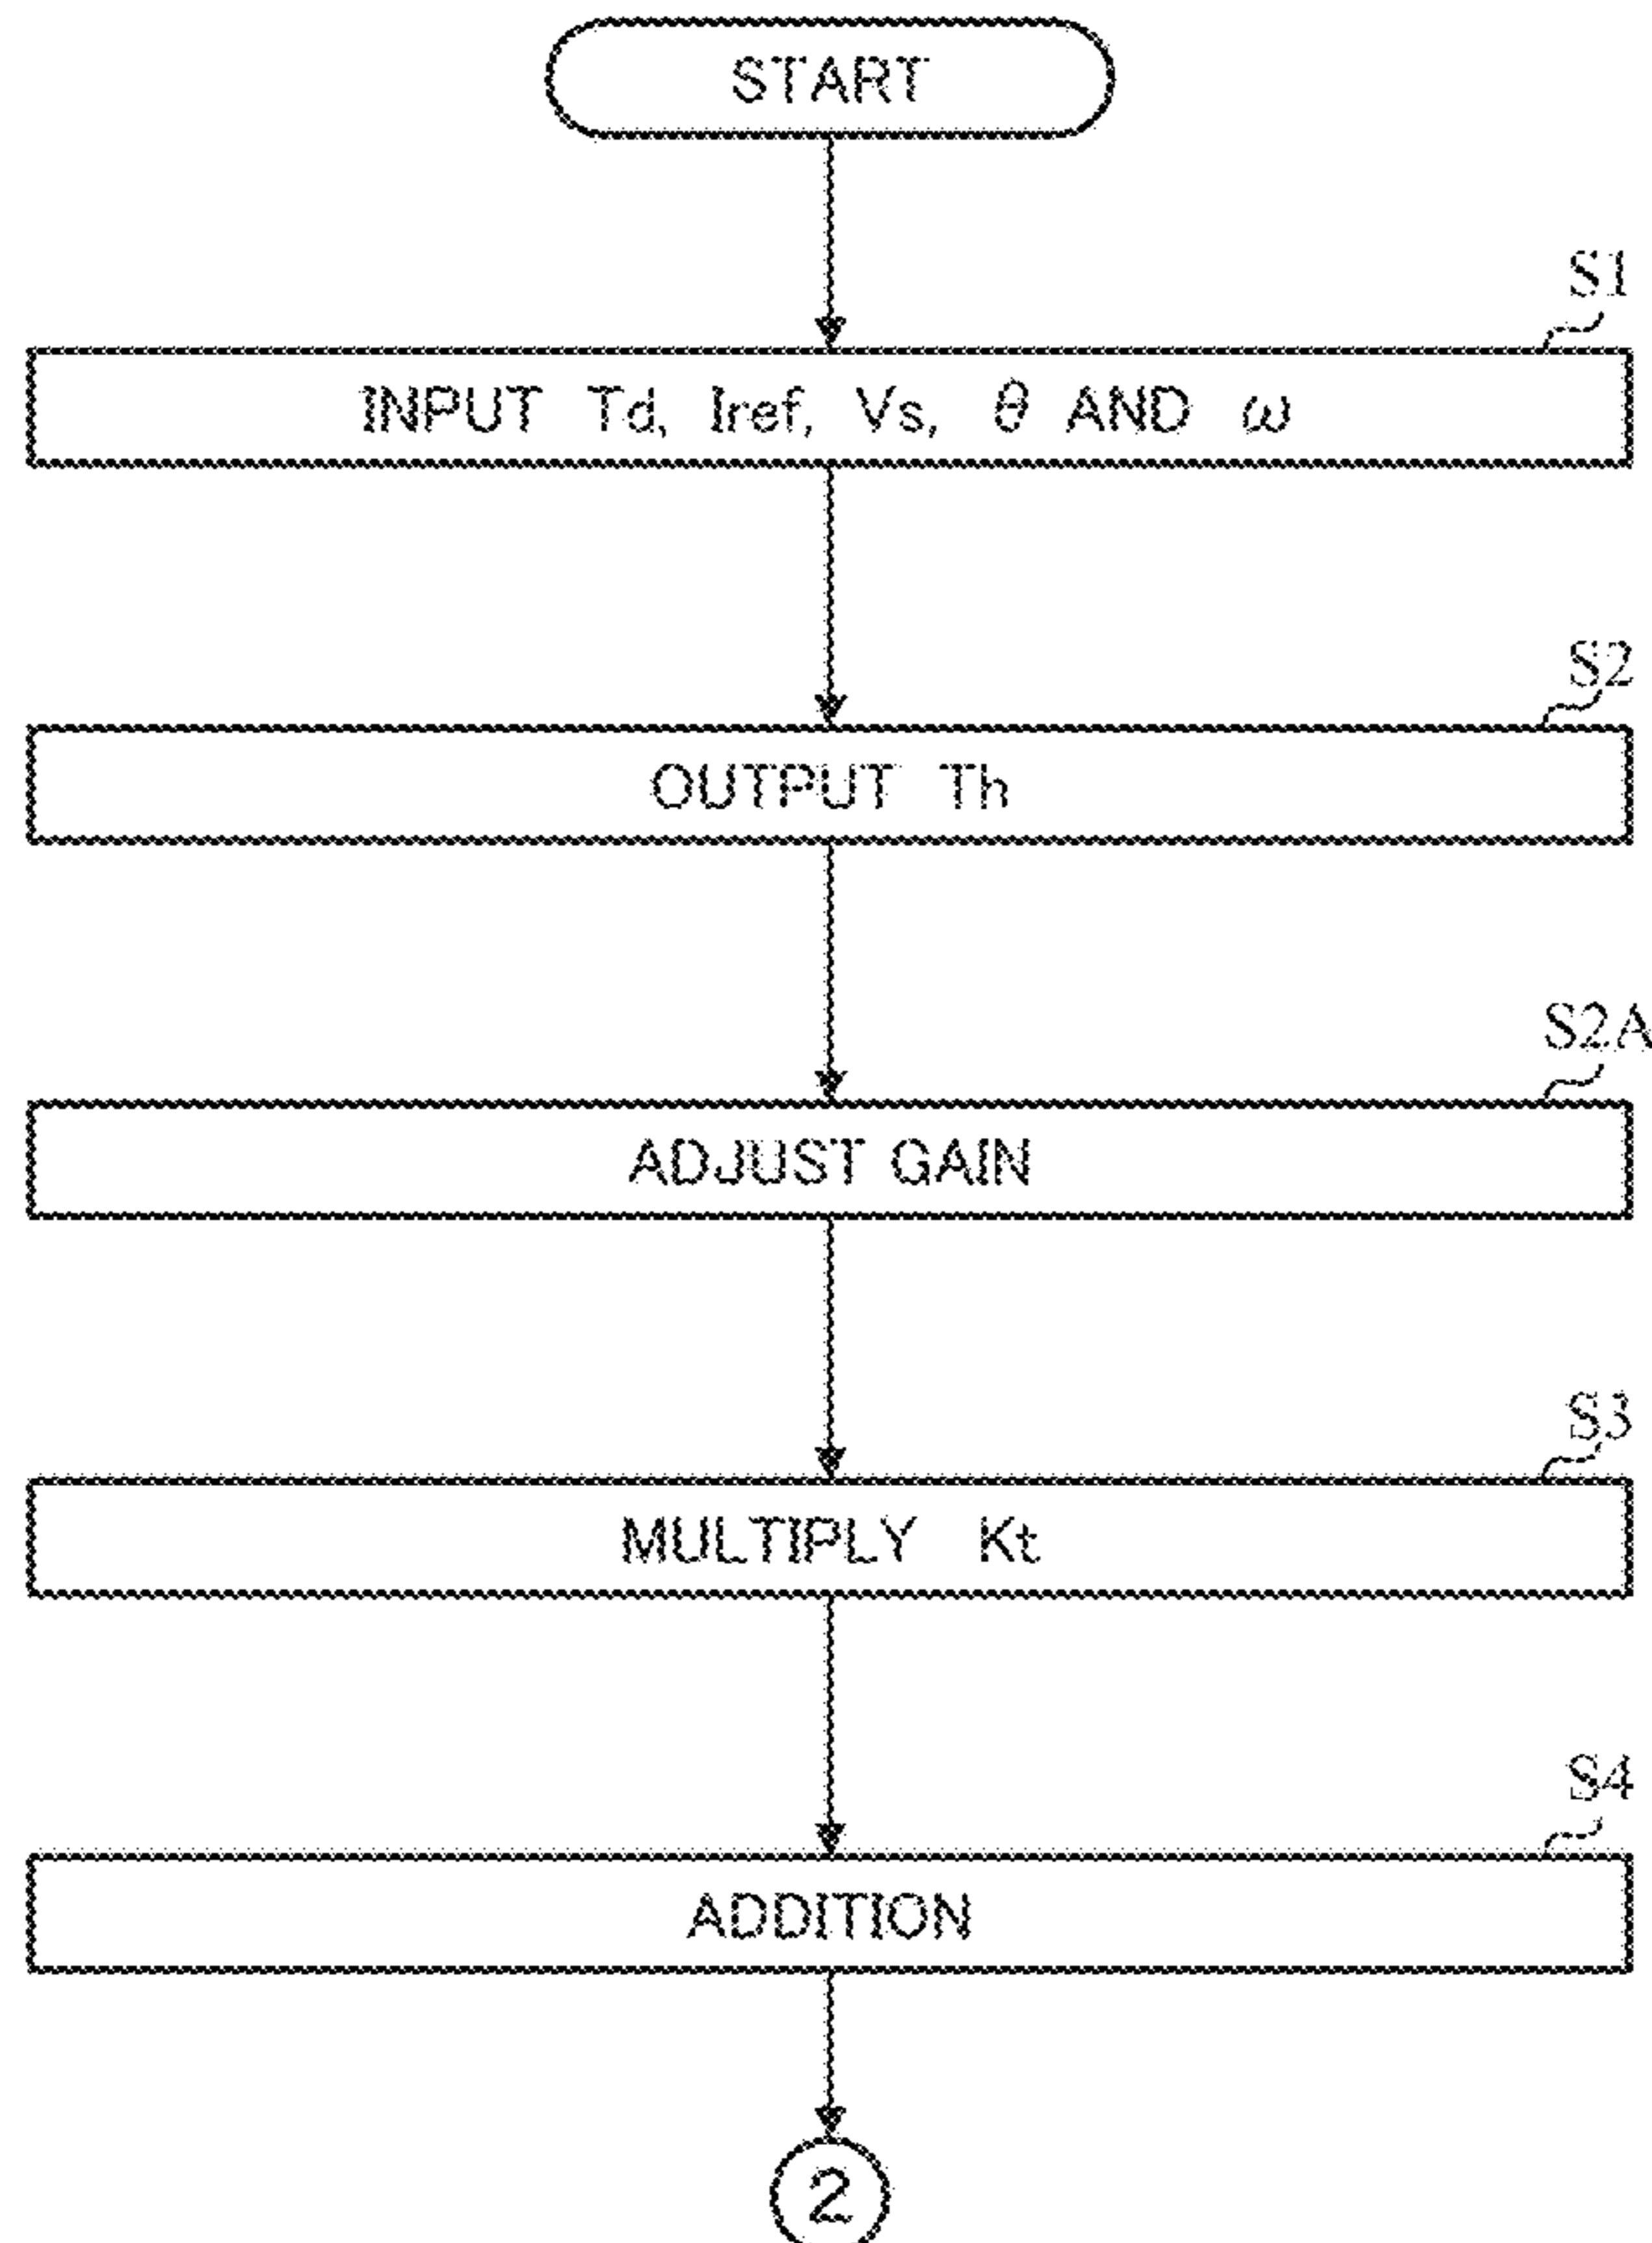 START
S1
INPUT Td, Iref, Vs, θ AND ω
S2
OUTPUT Th
S2A
ADJUST GAIN
S3
MULTIPLY Kt
S4
ADDITION
2